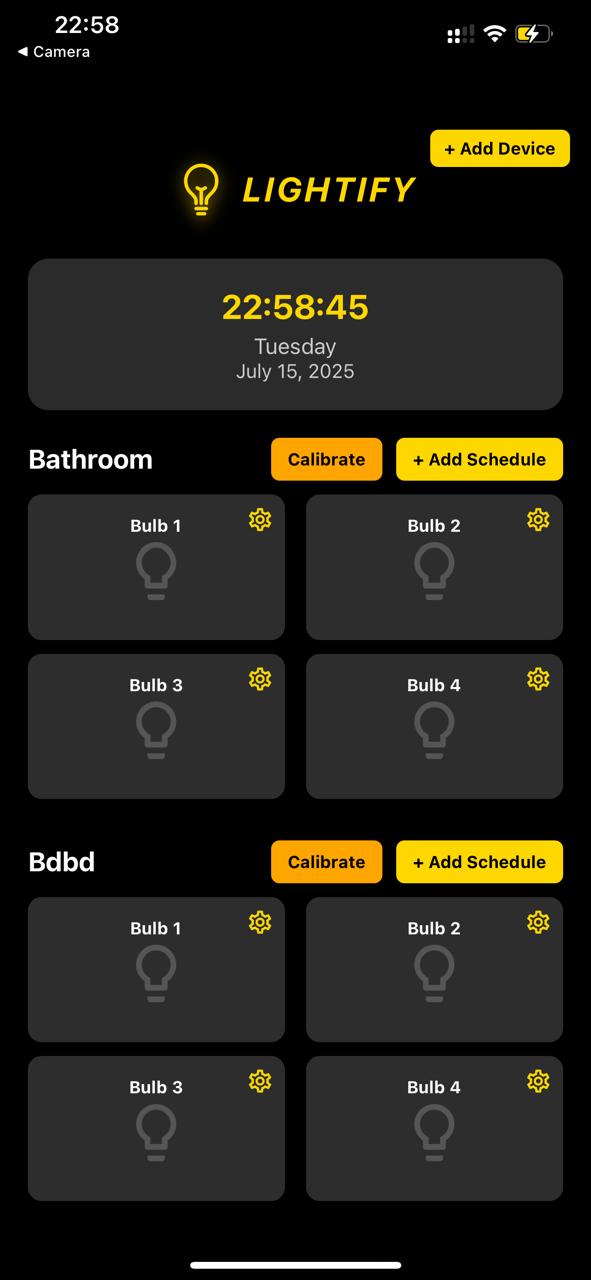 22:58
◀ Camera
+ Add Device
LIGHTIFY
22:58:45
Tuesday
July 15, 2025
Bathroom
Calibrate
+ Add Schedule
Bulb 1
Bulb 2
Bulb 3
Bulb 4
Bdbd
Calibrate
+ Add Schedule
Bulb 1
Bulb 2
Bulb 3
Bulb 4